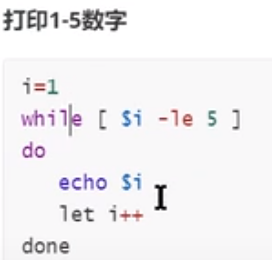 打印1-5数字
i=1
while [ $i -le 5 ]
do
echo $i
let i++
done